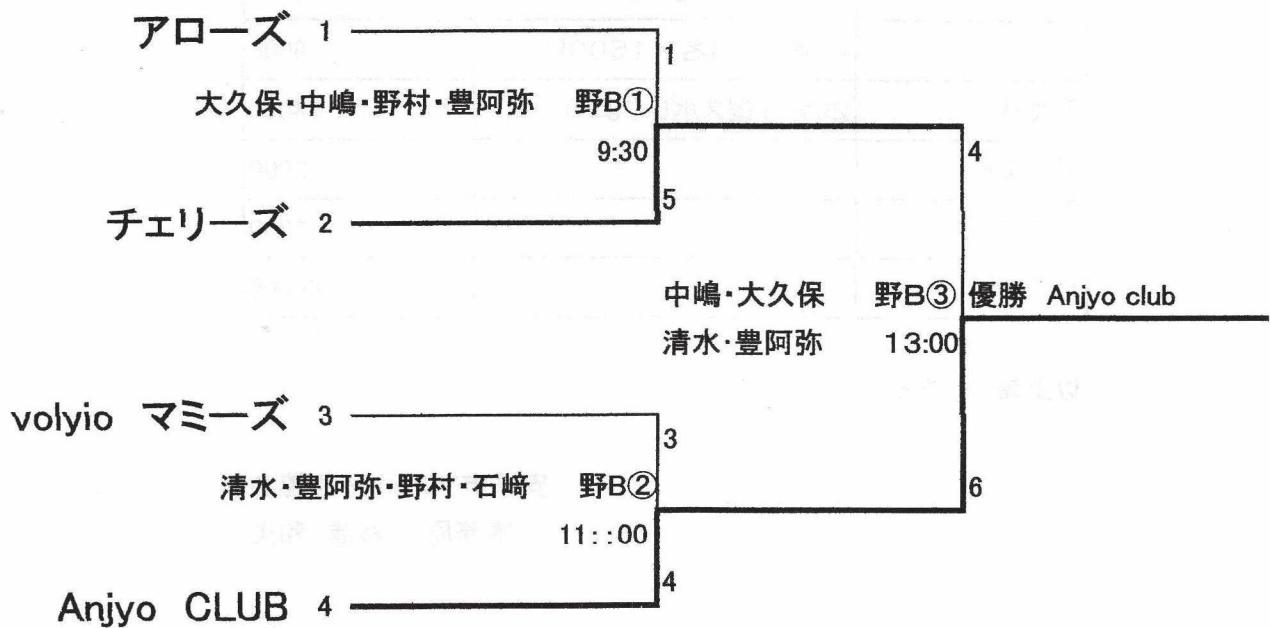 アローズ 1
1
大久保・中嶋・野村・豊阿弥 野B①
9:30
4
5
チェリーズ 2
中嶋・大久保 野B③ 優勝 Anjyo club
清水・豊阿弥 13:00
volyio マミーズ 3
3
清水・豊阿弥・野村・石﨑 野B②
6
11::00
4
Anjyo CLUB 4